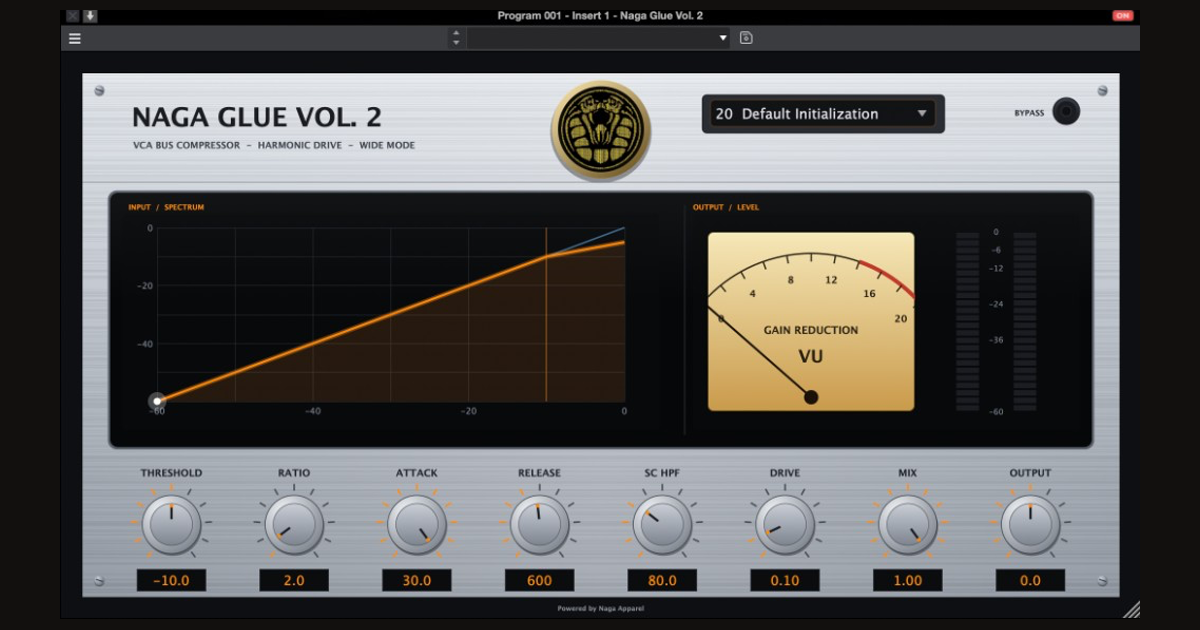 Program 001 - Insert 1 - Naga Glue Vol. 2
ON
NAGA GLUE VOL. 2
VCA BUS COMPRESSOR – HARMONIC DRIVE – WIDE MODE
20 Default Initialization
BYPASS
INPUT / SPECTRUM
0
-20
-40
-60 -40 -20 0
OUTPUT / LEVEL
0 4 8 12 16 20
GAIN REDUCTION
VU
0
-6
-12
-24
-36
-60
THRESHOLD RATIO ATTACK RELEASE SC HPF DRIVE MIX OUTPUT
-10.0 2.0 30.0 600 80.0 0.10 1.00 0.0
Powered by Naga Apparel